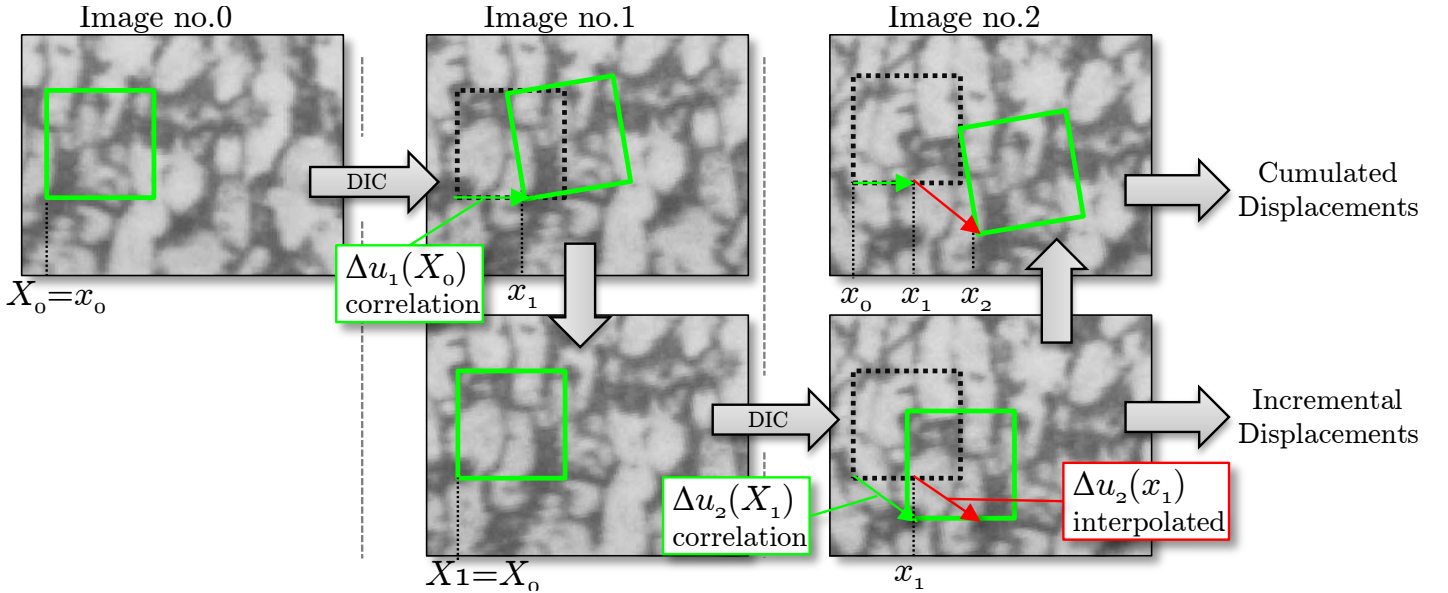 Image no.0
Image no.1
Image no.2
DIC
Δu₁(X₀)
correlation
X₀=x₀
x₁
x₀
x₁
x₂
Cumulated
Displacements
DIC
Δu₂(X₁)
correlation
Δu₂(x₁)
interpolated
Incremental
Displacements
X1=X₀
x₁